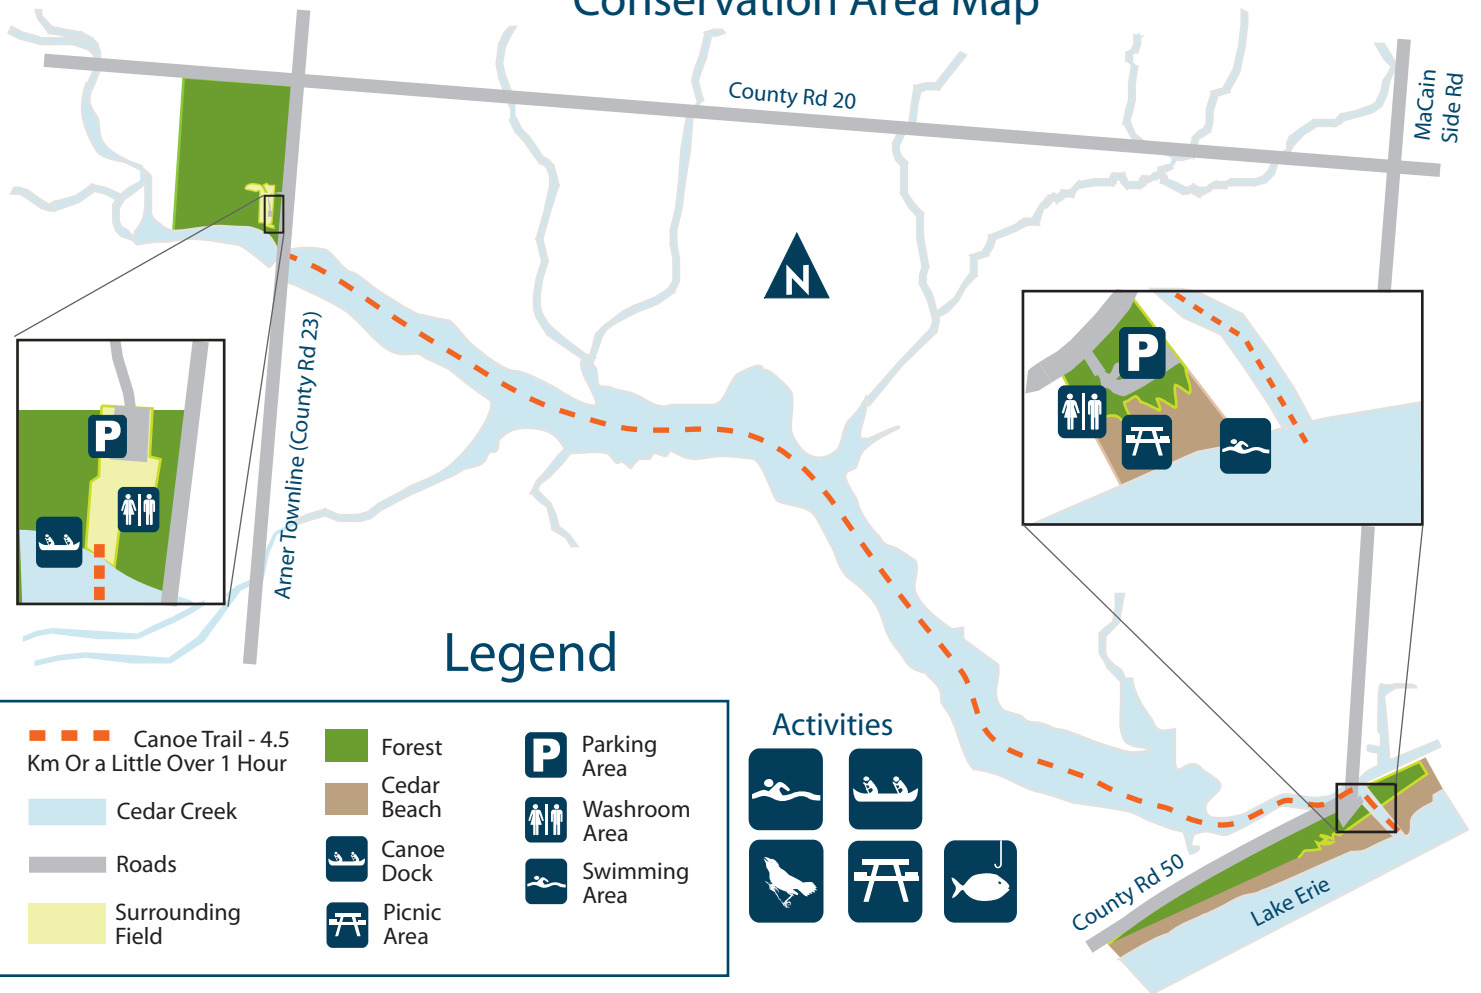 Conservation Area Map
County Rd 20
MaCain
Side Rd
N
Arner Townline (County Rd 23)
P
P
Legend
Canoe Trail - 4.5
Km Or a Little Over 1 Hour
Cedar Creek
Roads
Surrounding
Field
Forest
Cedar
Beach
Canoe
Dock
Picnic
Area
P
Parking
Area
Washroom
Area
Swimming
Area
Activities
County Rd 50
Lake Erie